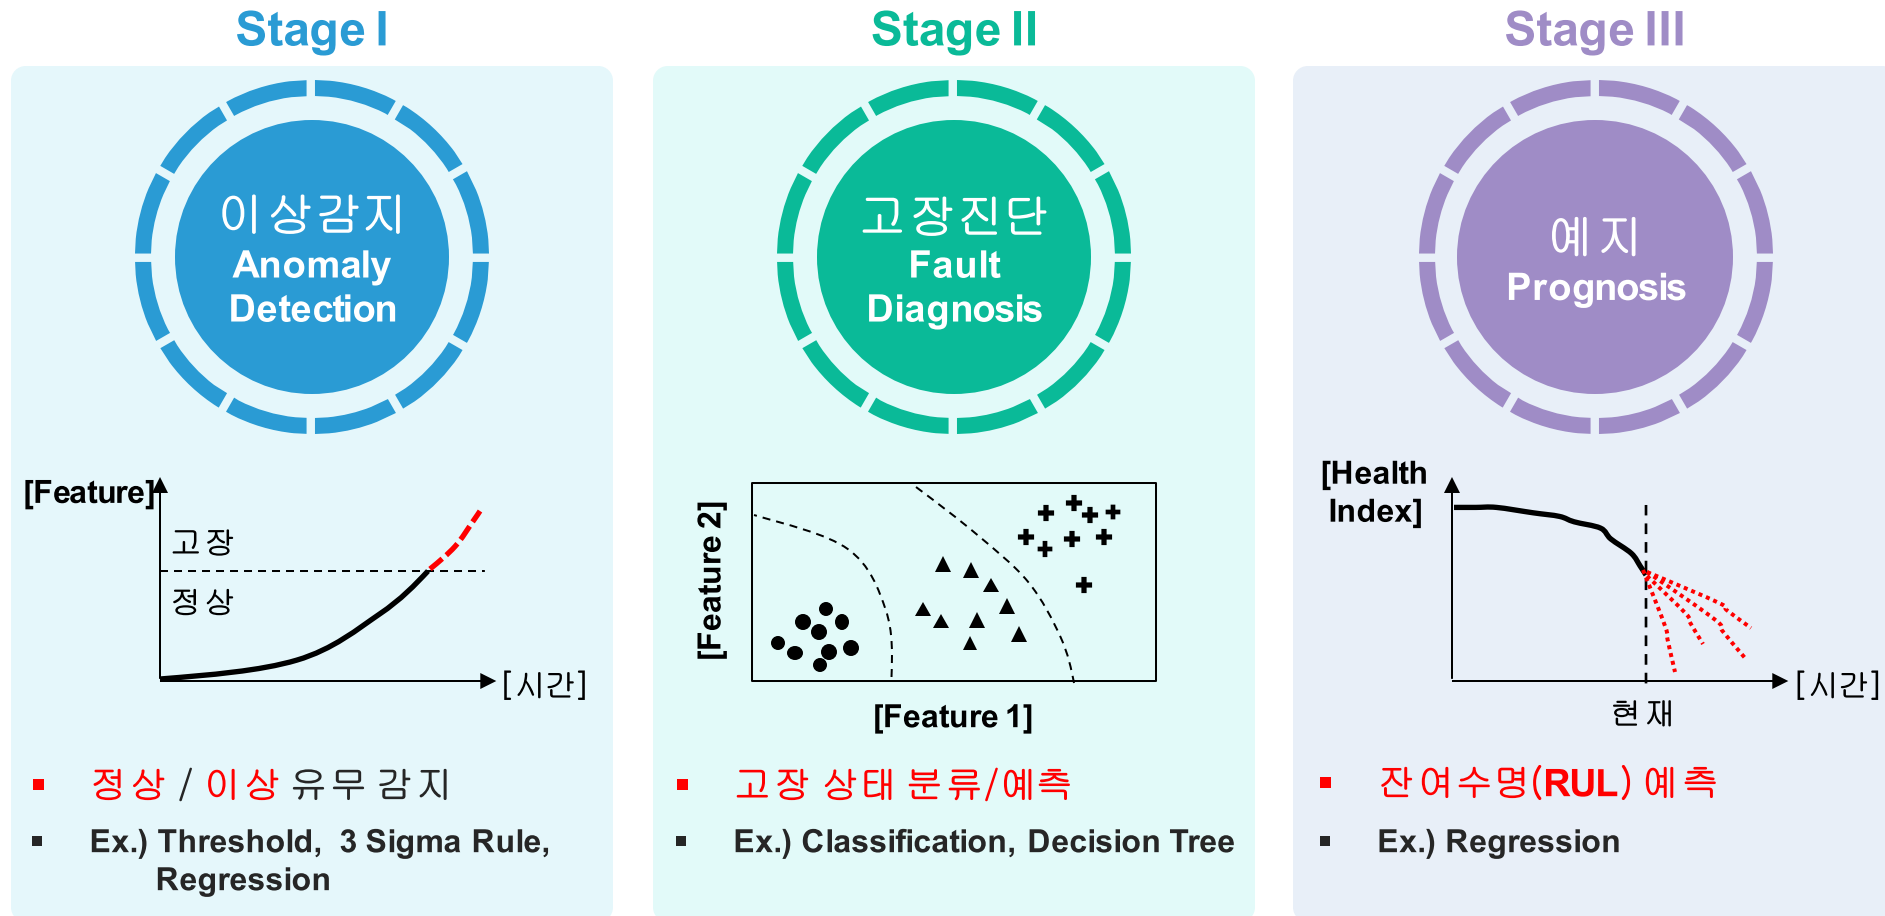 Stage I
이상감지
Anomaly
Detection
[Feature]
고장
정상
[시간]
정상 / 이상 유무 감지
Ex.) Threshold, 3 Sigma Rule,
Regression
Stage II
고장진단
Fault
Diagnosis
[Feature 2]
[Feature 1]
고장 상태 분류/예측
Ex.) Classification, Decision Tree
Stage III
예지
Prognosis
[Health
Index]
[시간]
현재
잔여수명(RUL) 예측
Ex.) Regression